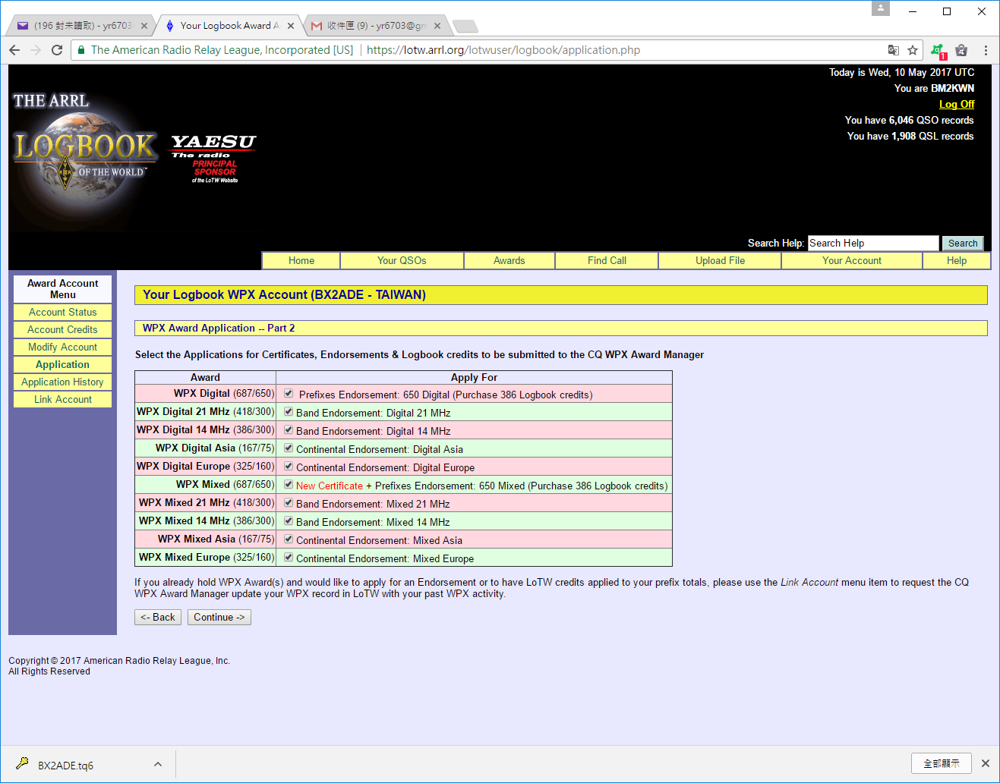 (196 封未讀取) - yr6703
Your Logbook Award A
收件匣 (9) - yr6703@gm
The American Radio Relay League, Incorporated [US]
https://lotw.arrl.org/lotwuser/logbook/application.php
1
Today is Wed, 10 May 2017 UTC
You are BM2KWN
Log Off
You have 6,046 QSO records
You have 1,908 QSL records
THE ARRL
LOGBOOK
OF THE WORLD
YAESU
The radio
PRINCIPAL
SPONSOR
of the LoTW Website
Search Help: Search Help Search
Home Your QSOs Awards Find Call Upload File Your Account Help
Award Account
Menu
Account Status
Account Credits
Modify Account
Application
Application History
Link Account
Your Logbook WPX Account (BX2ADE - TAIWAN)
WPX Award Application -- Part 2
Select the Applications for Certificates, Endorsements & Logbook credits to be submitted to the CQ WPX Award Manager
Award Apply For
WPX Digital (687/650) Prefixes Endorsement: 650 Digital (Purchase 386 Logbook credits)
WPX Digital 21 MHz (418/300) Band Endorsement: Digital 21 MHz
WPX Digital 14 MHz (386/300) Band Endorsement: Digital 14 MHz
WPX Digital Asia (167/75) Continental Endorsement: Digital Asia
WPX Digital Europe (325/160) Continental Endorsement: Digital Europe
WPX Mixed (687/650) New Certificate + Prefixes Endorsement: 650 Mixed (Purchase 386 Logbook credits)
WPX Mixed 21 MHz (418/300) Band Endorsement: Mixed 21 MHz
WPX Mixed 14 MHz (386/300) Band Endorsement: Mixed 14 MHz
WPX Mixed Asia (167/75) Continental Endorsement: Mixed Asia
WPX Mixed Europe (325/160) Continental Endorsement: Mixed Europe
If you already hold WPX Award(s) and would like to apply for an Endorsement or to have LoTW credits applied to your prefix totals, please use the Link Account menu item to request the CQ
WPX Award Manager update your WPX record in LoTW with your past WPX activity.
<- Back Continue ->
Copyright © 2017 American Radio Relay League, Inc.
All Rights Reserved
BX2ADE.tq6
全部顯示